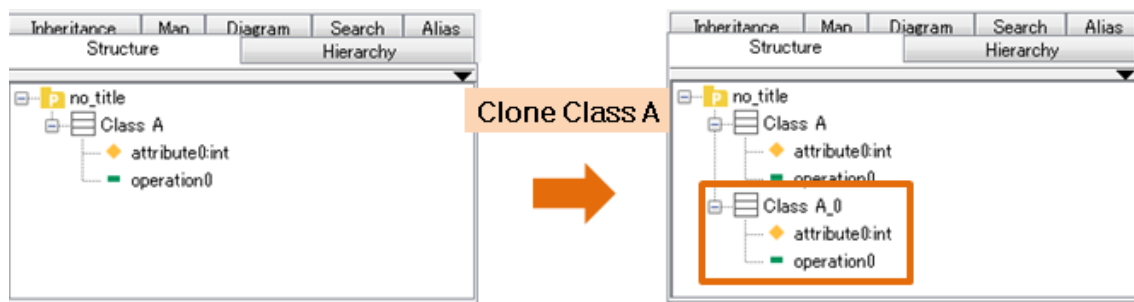 Inheritance Map Diagram Search Alias
Structure Hierarchy
no_title
Class A
attribute0:int
operation0
Clone Class A
Inheritance Map Diagram Search Alias
Structure Hierarchy
no_title
Class A
attribute0:int
operation0
Class A_0
attribute0:int
operation0